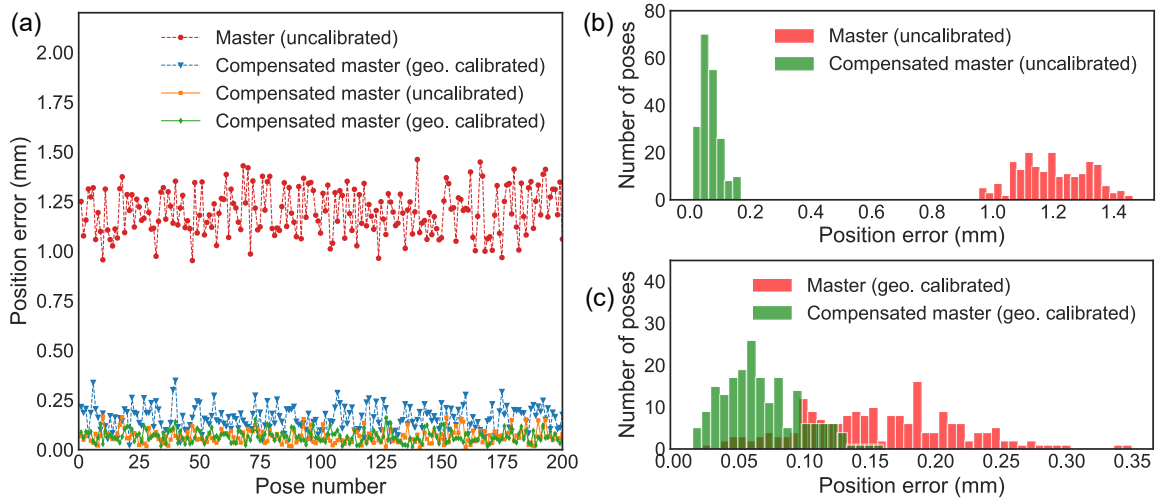 (a)
Master (uncalibrated)
Compensated master (geo. calibrated)
Compensated master (uncalibrated)
Compensated master (geo. calibrated)
2.00
1.75
1.50
1.25
1.00
0.75
0.50
0.25
0.00
Position error (mm)
0 25 50 75 100 125 150 175 200
Pose number
(b)
Master (uncalibrated)
Compensated master (uncalibrated)
80
60
40
20
0
Number of poses
0.0 0.2 0.4 0.6 0.8 1.0 1.2 1.4
Position error (mm)
(c)
Master (geo. calibrated)
Compensated master (geo. calibrated)
40
30
20
10
0
Number of poses
0.00 0.05 0.10 0.15 0.20 0.25 0.30 0.35
Position error (mm)